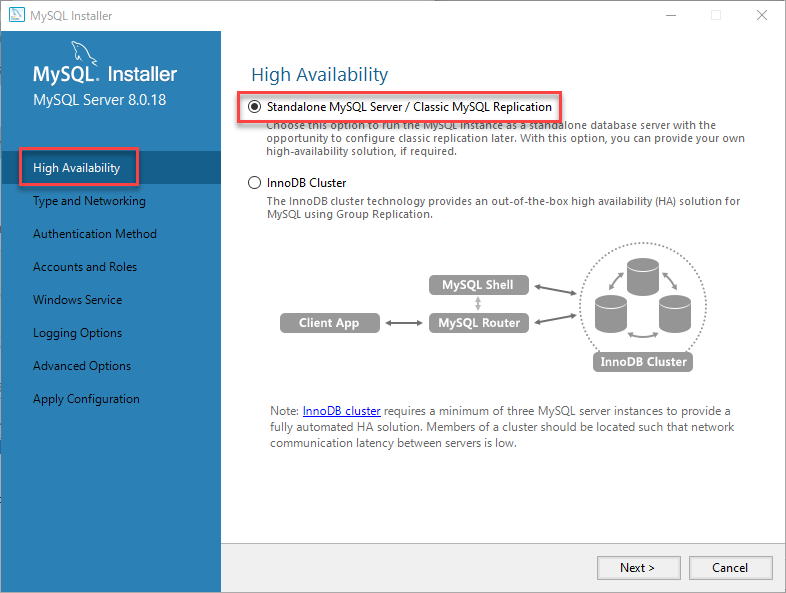 MySQL Installer
MySQL® Installer
MySQL Server 8.0.18
High Availability
Type and Networking
Authentication Method
Accounts and Roles
Windows Service
Logging Options
Advanced Options
Apply Configuration
High Availability
Standalone MySQL Server / Classic MySQL Replication
Choose this option to run the MySQL instance as a standalone database server with the
opportunity to configure classic replication later. With this option, you can provide your own
high-availability solution, if required.
InnoDB Cluster
The InnoDB cluster technology provides an out-of-the-box high availability (HA) solution for
MySQL using Group Replication.
MySQL Shell
Client App
MySQL Router
InnoDB Cluster
Note: InnoDB cluster requires a minimum of three MySQL server instances to provide a
fully automated HA solution. Members of a cluster should be located such that network
communication latency between servers is low.
Next >
Cancel